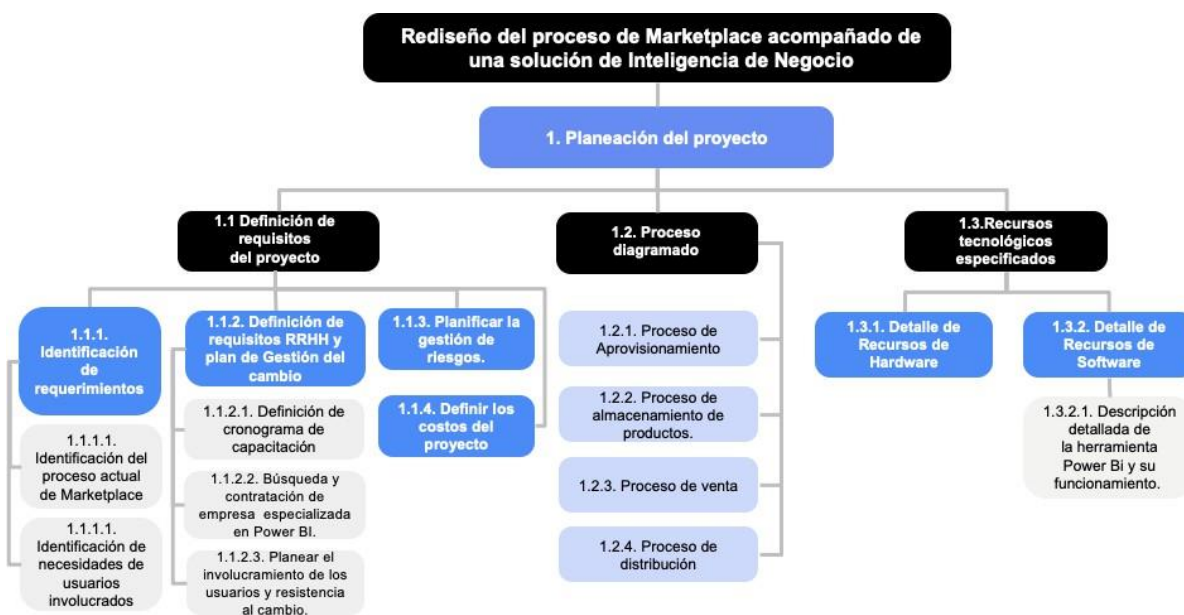 Rediseño del proceso de Marketplace acompañado de
una solución de Inteligencia de Negocio
1. Planeación del proyecto
1.1 Definición de
requisitos
del proyecto
1.2. Proceso
diagramado
1.3.Recursos
tecnológicos
especificados
1.1.1.
Identificación
de
requerimientos
1.1.2. Definición de
requisitos RRHH y
plan de Gestión del
cambio
1.1.3. Planificar la
gestión de
riesgos.
1.2.1. Proceso de
Aprovisionamiento
1.3.1. Detalle de
Recursos de
Hardware
1.3.2. Detalle de
Recursos de
Software
1.1.1.1.
Identificación del
proceso actual
de Marketplace
1.1.2.1. Definición de
cronograma de
capacitación
1.1.4. Definir los
costos del
proyecto
1.2.2. Proceso de
almacenamiento de
productos.
1.3.2.1. Descripción
detallada de
la herramienta
Power Bi y su
funcionamiento.
1.1.2.2. Búsqueda y
contratación de
empresa especializada
en Power BI.
1.2.3. Proceso de venta
1.1.1.1.
Identificación de
necesidades de
usuarios
involucrados
1.1.2.3. Planear el
involucramiento de los
usuarios y resistencia
al cambio.
1.2.4. Proceso de
distribución